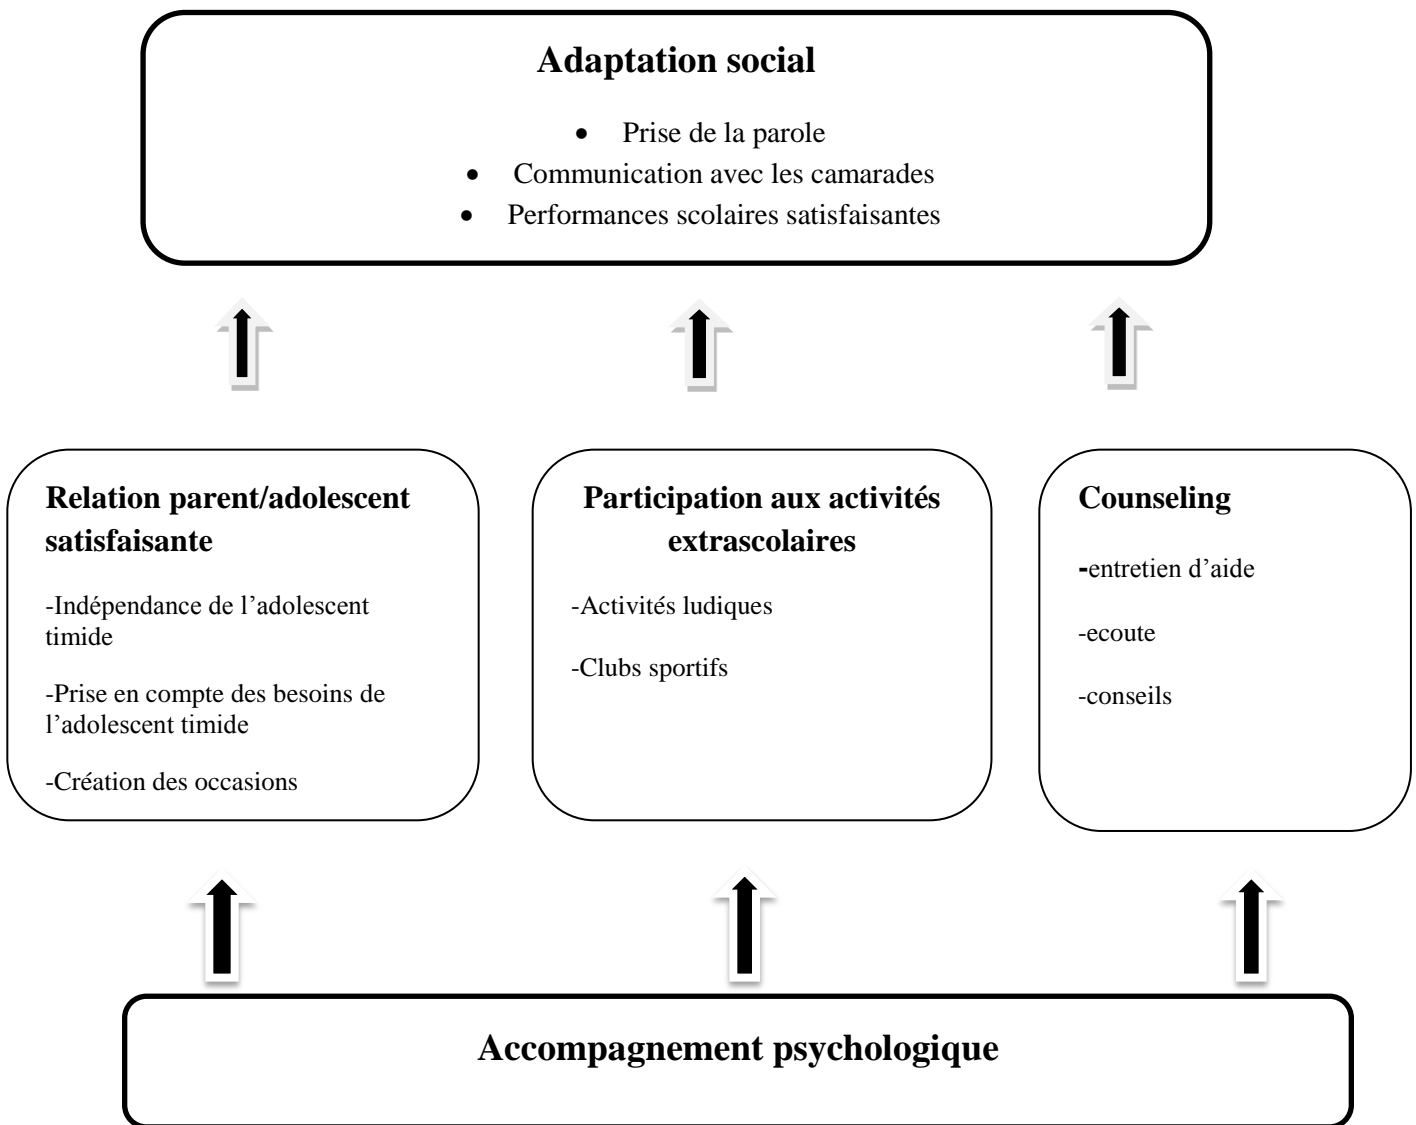 Adaptation social
• Prise de la parole
• Communication avec les camarades
• Performances scolaires satisfaisantes
Relation parent/adolescent
satisfaisante
-Indépendance de l’adolescent
timide
-Prise en compte des besoins de
l’adolescent timide
-Création des occasions
Participation aux activités
extrascolaires
-Activités ludiques
-Clubs sportifs
Counseling
-entretien d’aide
-ecoute
-conseils
Accompagnement psychologique